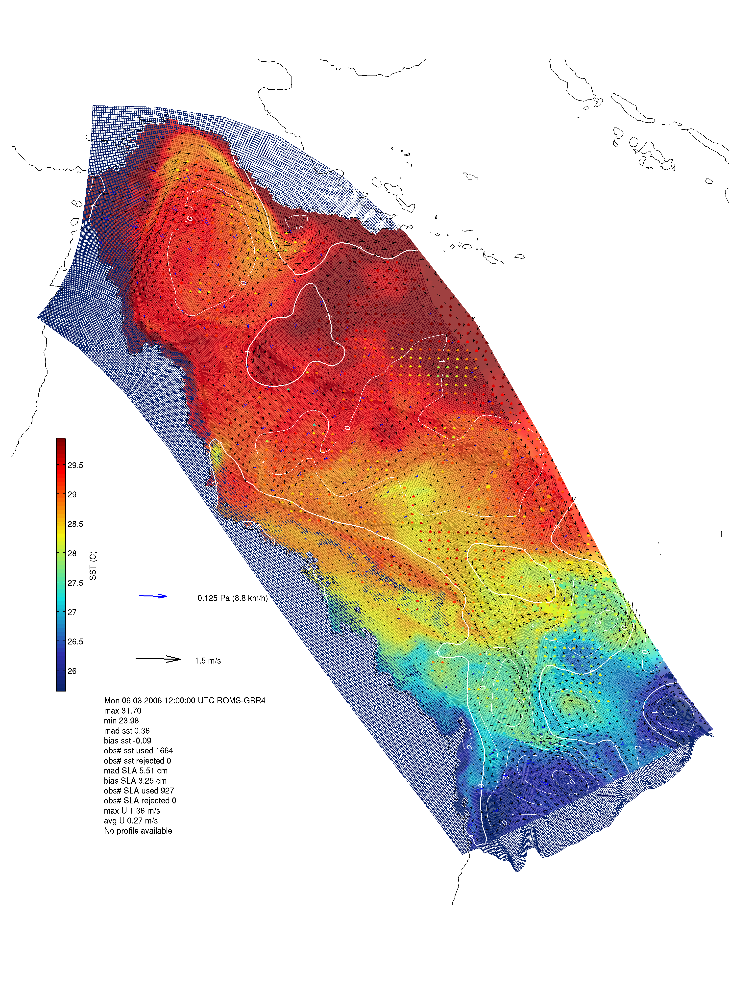 29.5
29
28.5
28
27.5
27
26.5
26
SST (C)
0.125 Pa (8.8 km/h)
1.5 m/s
Mon 06 03 2006 12:00:00 UTC ROMS-GBR4
max 31.70
min 23.98
mad sst 0.36
bias sst -0.09
obs# sst used 1664
obs# sst rejected 0
mad SLA 5.51 cm
bias SLA 3.25 cm
obs# SLA used 927
obs# SLA rejected 0
max U 1.36 m/s
avg U 0.27 m/s
No profile available